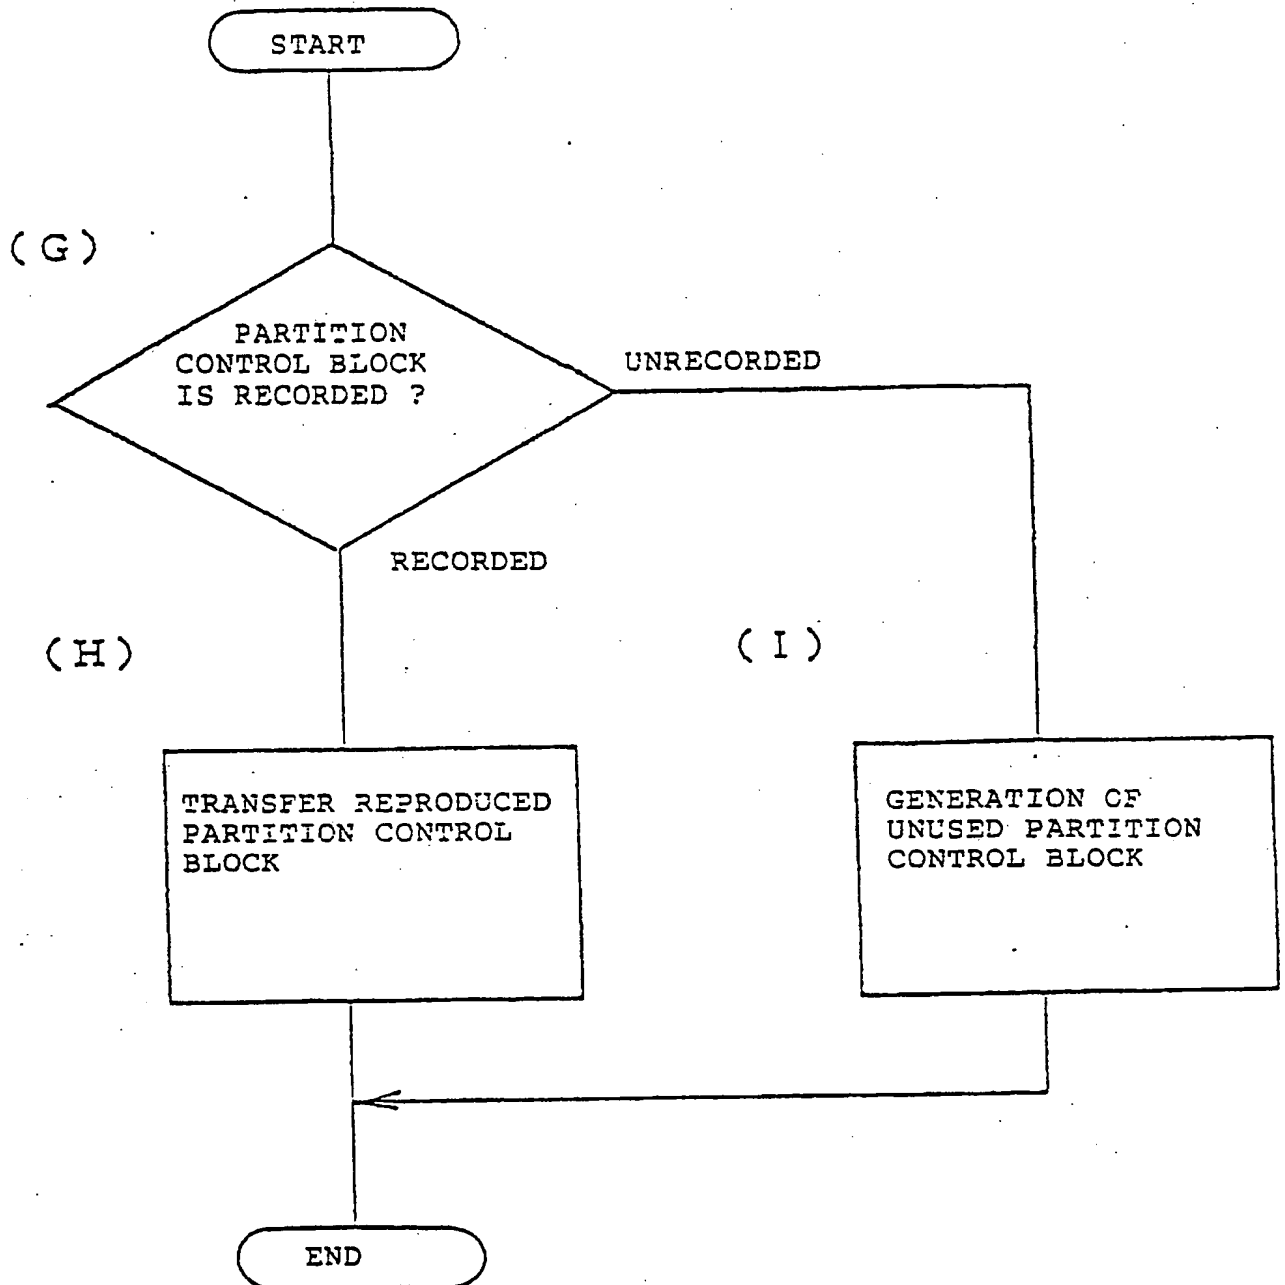 START
(G)
PARTITION
CONTROL BLOCK
IS RECORDED ?
UNRECORDED
RECORDED
(H)
(I)
TRANSFER REPRODUCED
PARTITION CONTROL
BLOCK
GENERATION OF
UNUSED PARTITION
CONTROL BLOCK
END